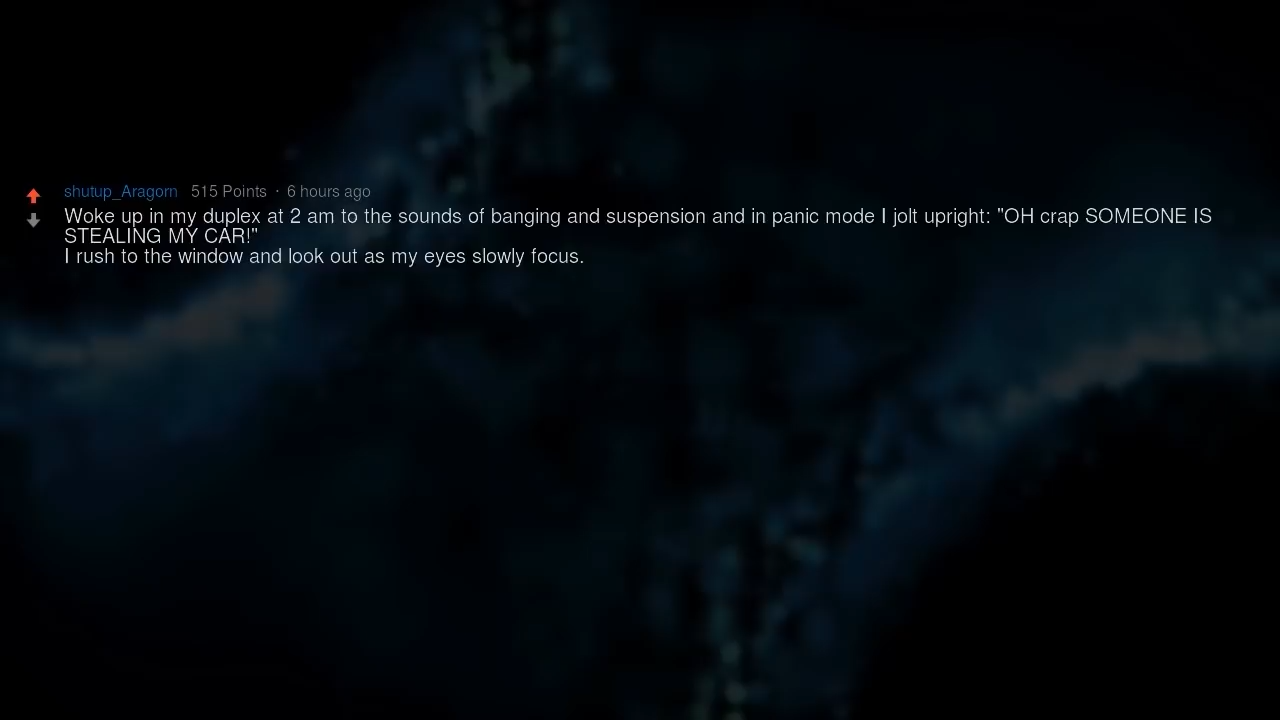 shutup_Aragorn 515 Points · 6 hours ago
Woke up in my duplex at 2 am to the sounds of banging and suspension and in panic mode I jolt upright: "OH crap SOMEONE IS
STEALING MY CAR!"
I rush to the window and look out as my eyes slowly focus.